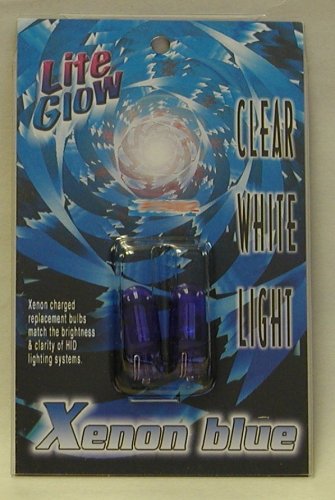 Lite
Glow
CLEAR
WHITE
LIGHT
Xenon charged
replacement bulbs
match the brightness
& clarity of HID
lighting systems.
Xenon blue